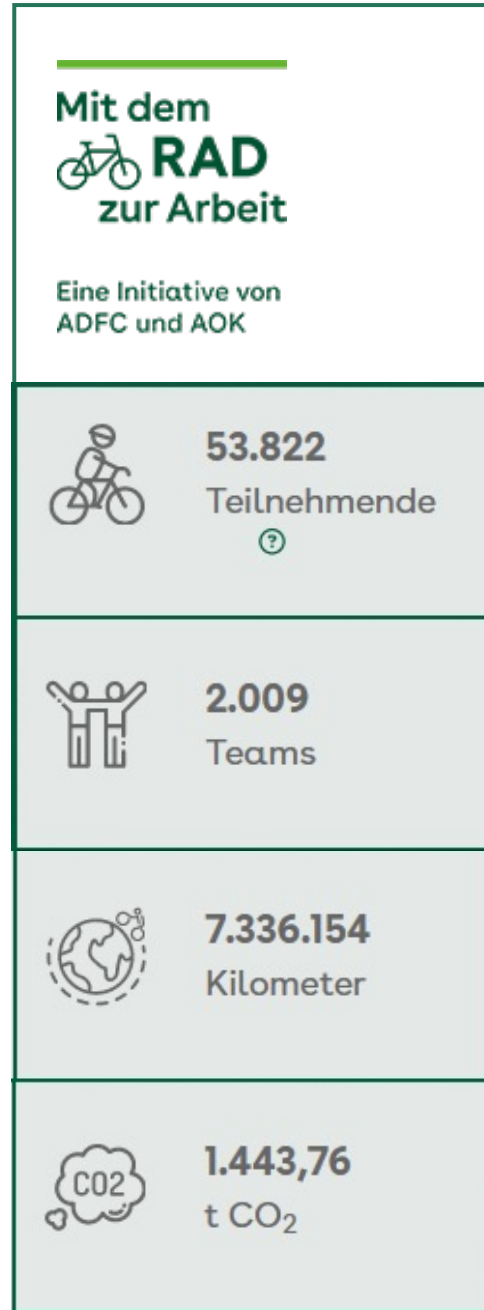 Mit dem
RAD
zur Arbeit
Eine Initiative von
ADFC und AOK
53.822
Teilnehmende
?
2.009
Teams
7.336.154
Kilometer
CO2
1.443,76
t CO₂